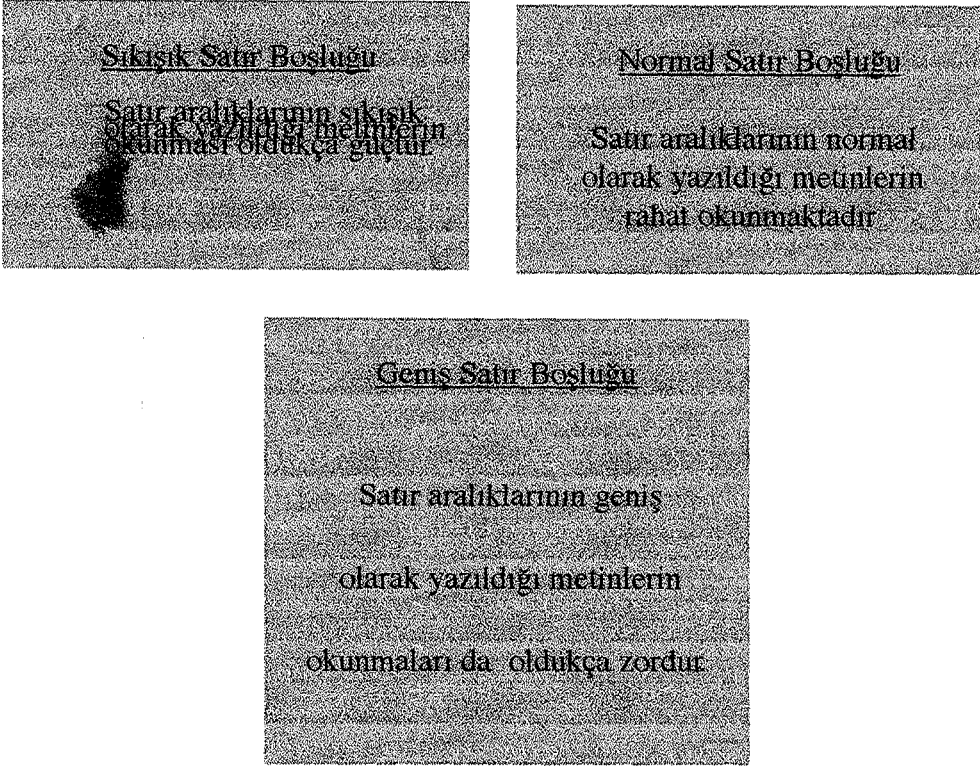 Sıkışık Satır Boşluğu
Satır aralıklarının sıkışık
olarak yazıldığı metinlerin
okunması oldukça güçtür.
Normal Satır Boşluğu
Satır aralıklarının normal
olarak yazıldığı metinlerin
rahat okunmaktadır
Geniş Satır Boşluğu
Satır aralıklarının geniş
olarak yazıldığı metinlerin
okunmaları da oldukça zordur.